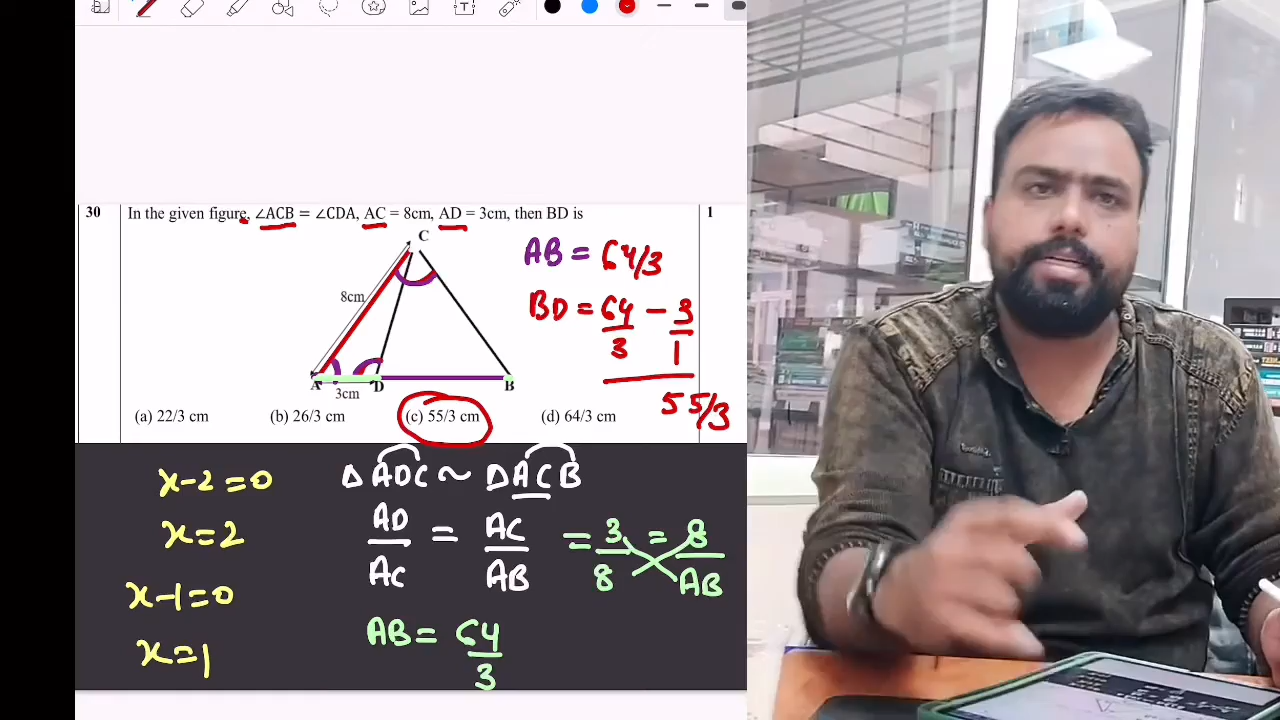 30 In the given figure, ∠ACB = ∠CDA, AC = 8cm, AD = 3cm, then BD is 1
C
8cm
A D B
3cm
AB = 64/3
BD = 64/3 − 3/1
55/3
(a) 22/3 cm (b) 26/3 cm (c) 55/3 cm (d) 64/3 cm
x-2=0
x=2
x-1=0
x=1
Δ ADC ~ ΔACB
AD/AC = AC/AB = 3/8 = 8/AB
AB = 64/3